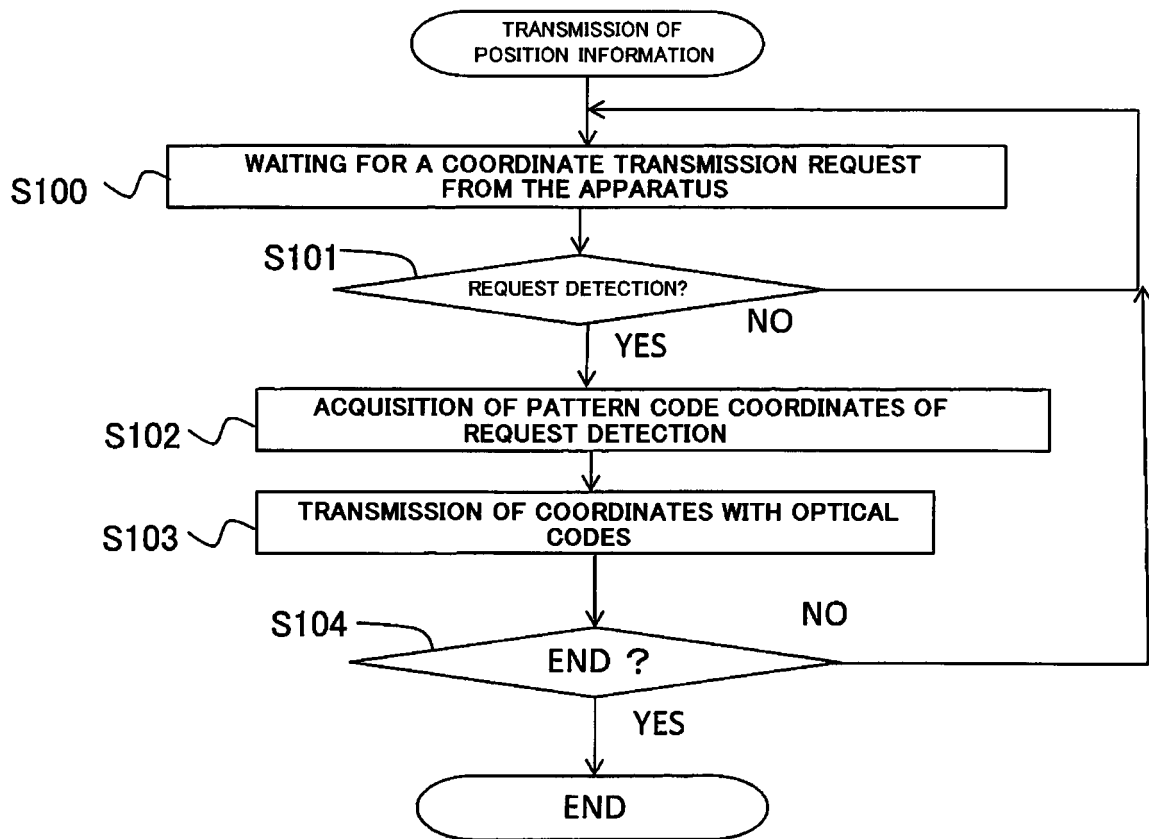 TRANSMISSION OF
POSITION INFORMATION
WAITING FOR A COORDINATE TRANSMISSION REQUEST
FROM THE APPARATUS
S100
S101
REQUEST DETECTION?
NO
YES
ACQUISITION OF PATTERN CODE COORDINATES OF
REQUEST DETECTION
S102
TRANSMISSION OF COORDINATES WITH OPTICAL
CODES
S103
NO
S104
END ?
YES
END